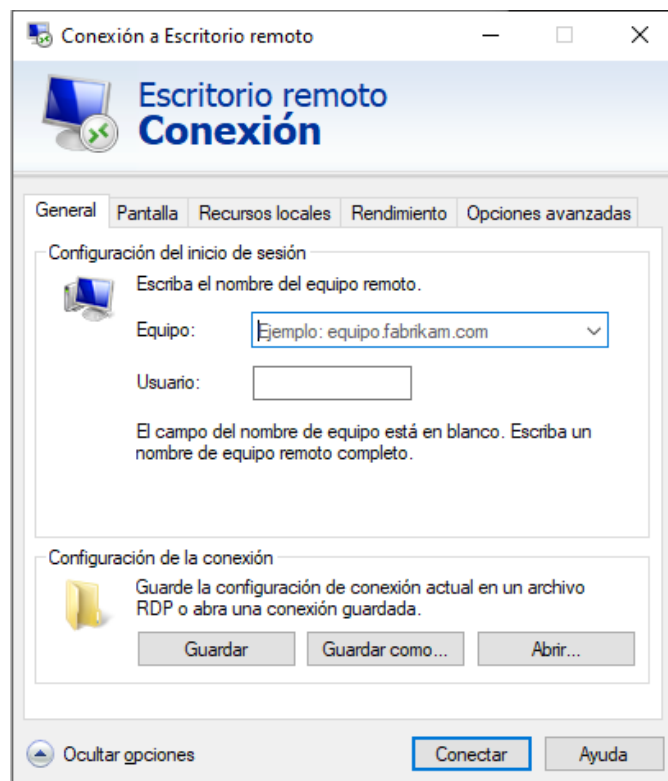 Conexión a Escritorio remoto
Escritorio remoto
Conexión
General Pantalla Recursos locales Rendimiento Opciones avanzadas
Configuración del inicio de sesión
Escriba el nombre del equipo remoto.
Equipo: Ejemplo: equipo.fabrikam.com
Usuario:
El campo del nombre de equipo está en blanco. Escriba un
nombre de equipo remoto completo.
Configuración de la conexión
Guarde la configuración de conexión actual en un archivo
RDP o abra una conexión guardada.
Guardar Guardar como... Abrir...
Ocultar opciones Conectar Ayuda